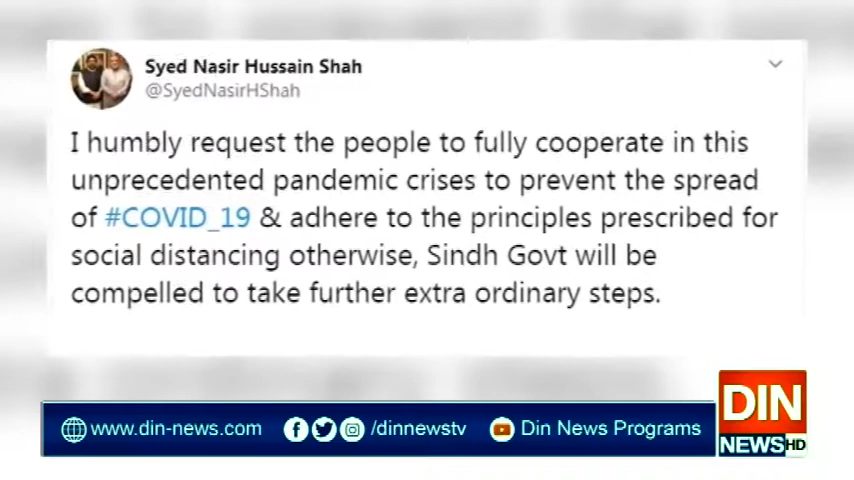 Syed Nasir Hussain Shah
@SyedNasirHShah
I humbly request the people to fully cooperate in this
unprecedented pandemic crises to prevent the spread
of #COVID_19 & adhere to the principles prescribed for
social distancing otherwise, Sindh Govt will be
compelled to take further extra ordinary steps.
www.din-news.com /dinnewstv Din News Programs
DIN
NEWS HD